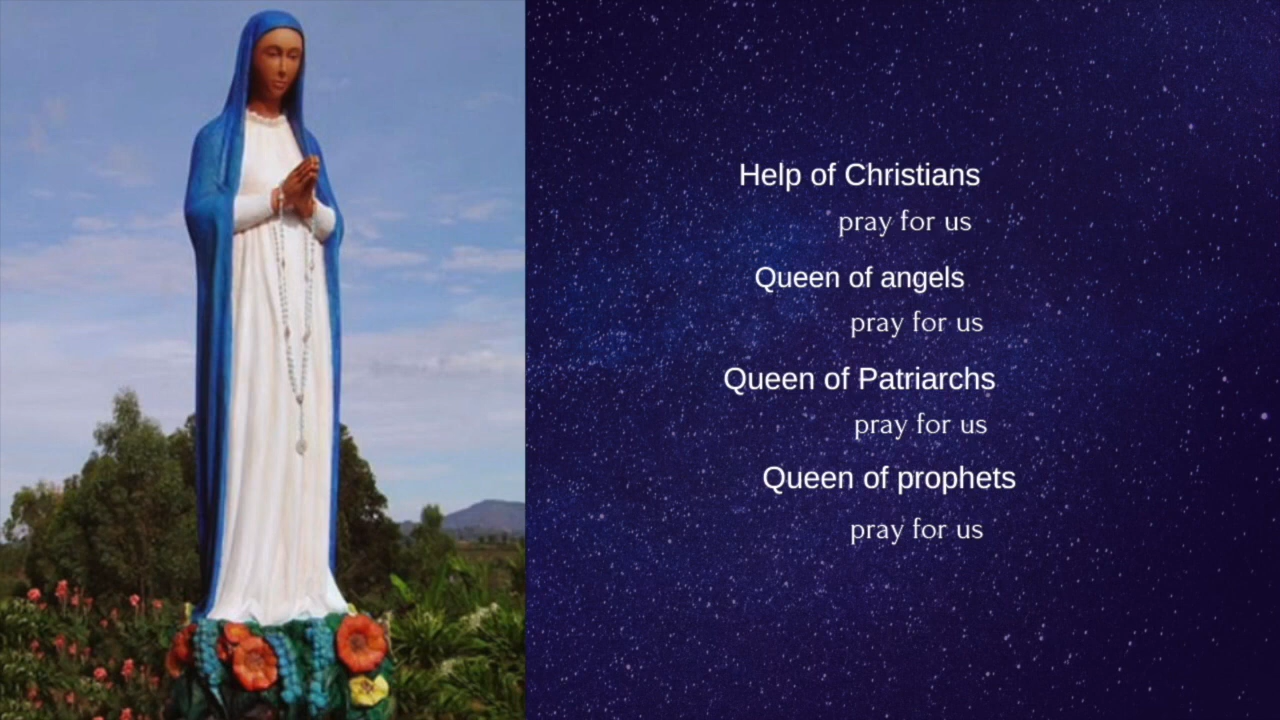 Help of Christians
pray for us
Queen of angels
pray for us
Queen of Patriarchs
pray for us
Queen of prophets
pray for us